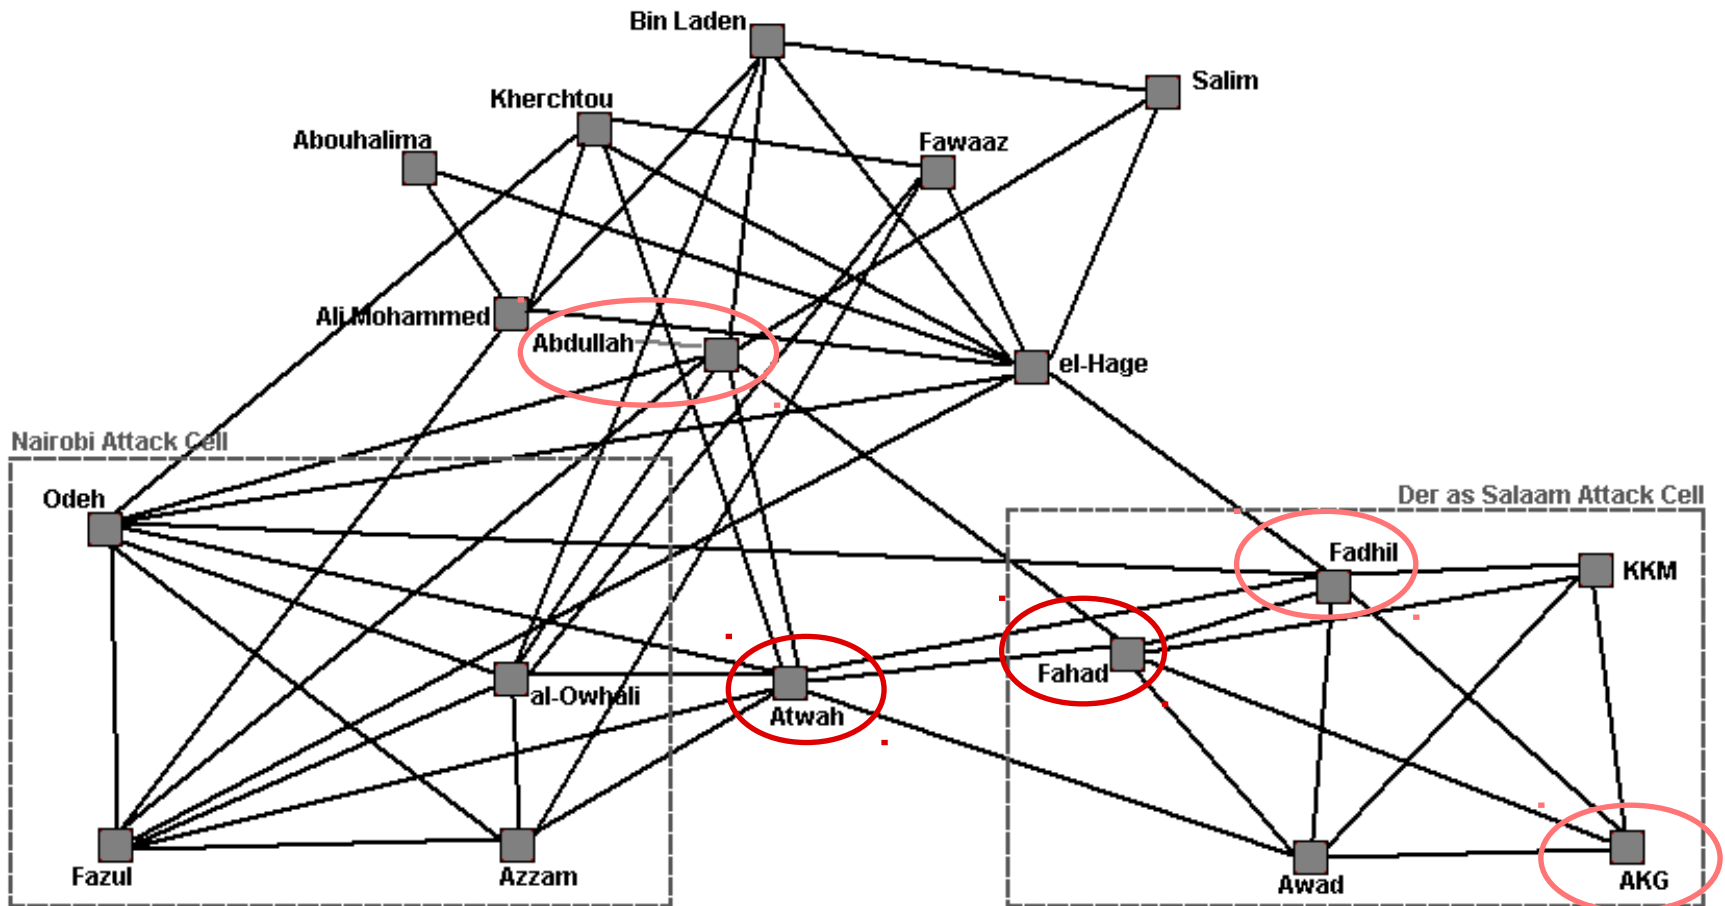 Bin Laden
Salim
Kherchtou
Abouhalima
Fawaaz
Ali Mohammed
Abdullah
el-Hage
Nairobi Attack Cell
Odeh
Der as Salaam Attack Cell
Fadhil
KKM
Fahad
al-Owhali
Atwah
Fazul
Azzam
Awad
AKG